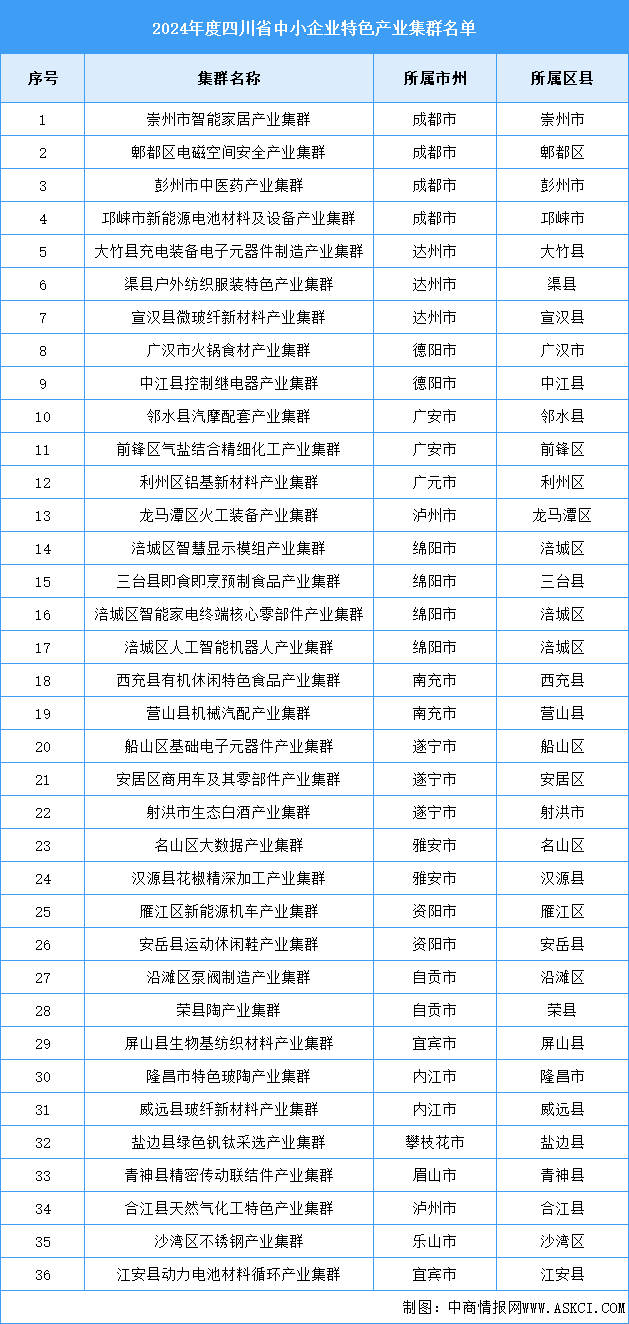 2024年度四川省中小企业特色产业集群名单
序号 集群名称 所属市州 所属区县
1 崇州市智能家居产业集群 成都市 崇州市
2 郫都区电磁空间安全产业集群 成都市 郫都区
3 彭州市中医药产业集群 成都市 彭州市
4 邛崃市新能源电池材料及设备产业集群 成都市 邛崃市
5 大竹县充电装备电子元器件制造产业集群 达州市 大竹县
6 渠县户外纺织服装特色产业集群 达州市 渠县
7 宣汉县微玻纤新材料产业集群 达州市 宣汉县
8 广汉市火锅食材产业集群 德阳市 广汉市
9 中江县控制继电器产业集群 德阳市 中江县
10 邻水县汽摩配套产业集群 广安市 邻水县
11 前锋区气盐结合精细化工产业集群 广安市 前锋区
12 利州区铝基新材料产业集群 广元市 利州区
13 龙马潭区火工装备产业集群 泸州市 龙马潭区
14 涪城区智慧显示模组产业集群 绵阳市 涪城区
15 三台县即食即烹预制食品产业集群 绵阳市 三台县
16 涪城区智能家电终端核心零部件产业集群 绵阳市 涪城区
17 涪城区人工智能机器人产业集群 绵阳市 涪城区
18 西充县有机休闲特色食品产业集群 南充市 西充县
19 营山县机械汽配产业集群 南充市 营山县
20 船山区基础电子元器件产业集群 遂宁市 船山区
21 安居区商用车及其零部件产业集群 遂宁市 安居区
22 射洪市生态白酒产业集群 遂宁市 射洪市
23 名山区大数据产业集群 雅安市 名山区
24 汉源县花椒精深加工产业集群 雅安市 汉源县
25 雁江区新能源机车产业集群 资阳市 雁江区
26 安岳县运动休闲鞋产业集群 资阳市 安岳县
27 沿滩区泵阀制造产业集群 自贡市 沿滩区
28 荣县陶产业集群 自贡市 荣县
29 屏山县生物基纺织材料产业集群 宜宾市 屏山县
30 隆昌市特色玻陶产业集群 内江市 隆昌市
31 威远县玻纤新材料产业集群 内江市 威远县
32 盐边县绿色钒钛采选产业集群 攀枝花市 盐边县
33 青神县精密传动联结件产业集群 眉山市 青神县
34 合江县天然气化工特色产业集群 泸州市 合江县
35 沙湾区不锈钢产业集群 乐山市 沙湾区
36 江安县动力电池材料循环产业集群 宜宾市 江安县
制图：中商情报网WWW.ASKCI.COM